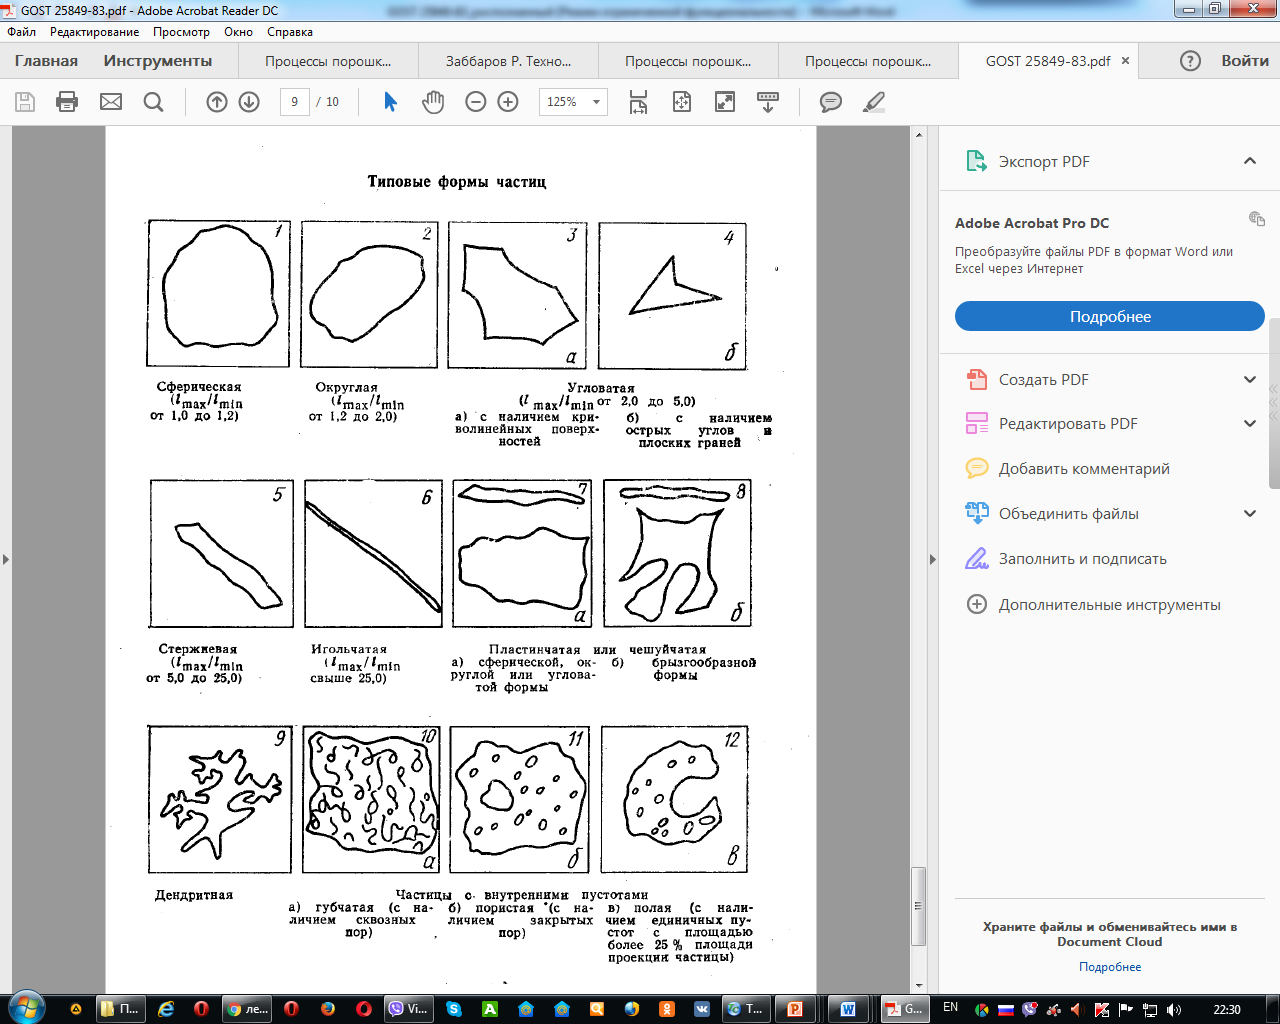 GOST 25849-83.pdf - Adobe Acrobat Reader DC
Файл Редактирование Просмотр Окно Справка
Главная Инструменты Процессы порошк... Заббаров Р. Техно... Процессы порошк... Процессы порошк... GOST 25849-83.pdf × Войти
9 / 10 125%
Типовые формы частиц
1 2 3 4
а б
Сферическая
(lmax/lmin
от 1,0 до 1,2)
Округлая
(lmax/lmin
от 1,2 до 2,0)
Угловатая
(l max/lmin от 2,0 до 5,0)
а) с наличием кри-
волинейных поверх-
ностей
б) с наличием
острых углов и
плоских граней
5 6 7 8
а б
Стержневая
(lmax/lmin
от 5,0 до 25,0)
Игольчатая
(lmax/lmin
свыше 25,0)
Пластинчатая или чешуйчатая
а) сферической, ок-
руглой или углова-
той формы
б) брызгообразной
формы
9 10 11 12
а б в
Дендритная
Частицы с внутренними пустотами
а) губчатая (с на-
личием сквозных
пор)
б) пористая (с на-
личием закрытых
пор)
в) полая (с нали-
чием единичных пу-
стот с площадью
более 25 % площади
проекции частицы)
Экспорт PDF
Adobe Acrobat Pro DC
Преобразуйте файлы PDF в формат Word или
Excel через Интернет
Подробнее
Создать PDF
Редактировать PDF
Добавить комментарий
Объединить файлы
Заполнить и подписать
Дополнительные инструменты
Храните файлы и обменивайтесь ими в
Document Cloud
Подробнее
П... ле... Vi... T... G... EN 22:30